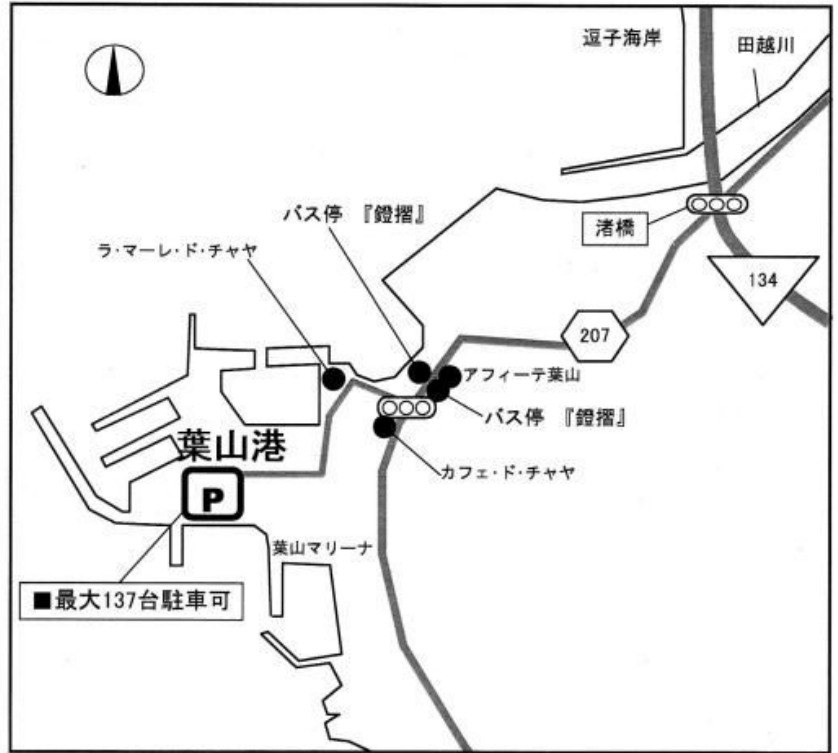 逗子海岸
田越川
バス停 『鐙摺』
渚橋
ラ・マーレ・ド・チャヤ
134
207
アフィーテ葉山
バス停 『鐙摺』
葉山港
カフェ・ド・チャヤ
P
葉山マリーナ
■最大137台駐車可